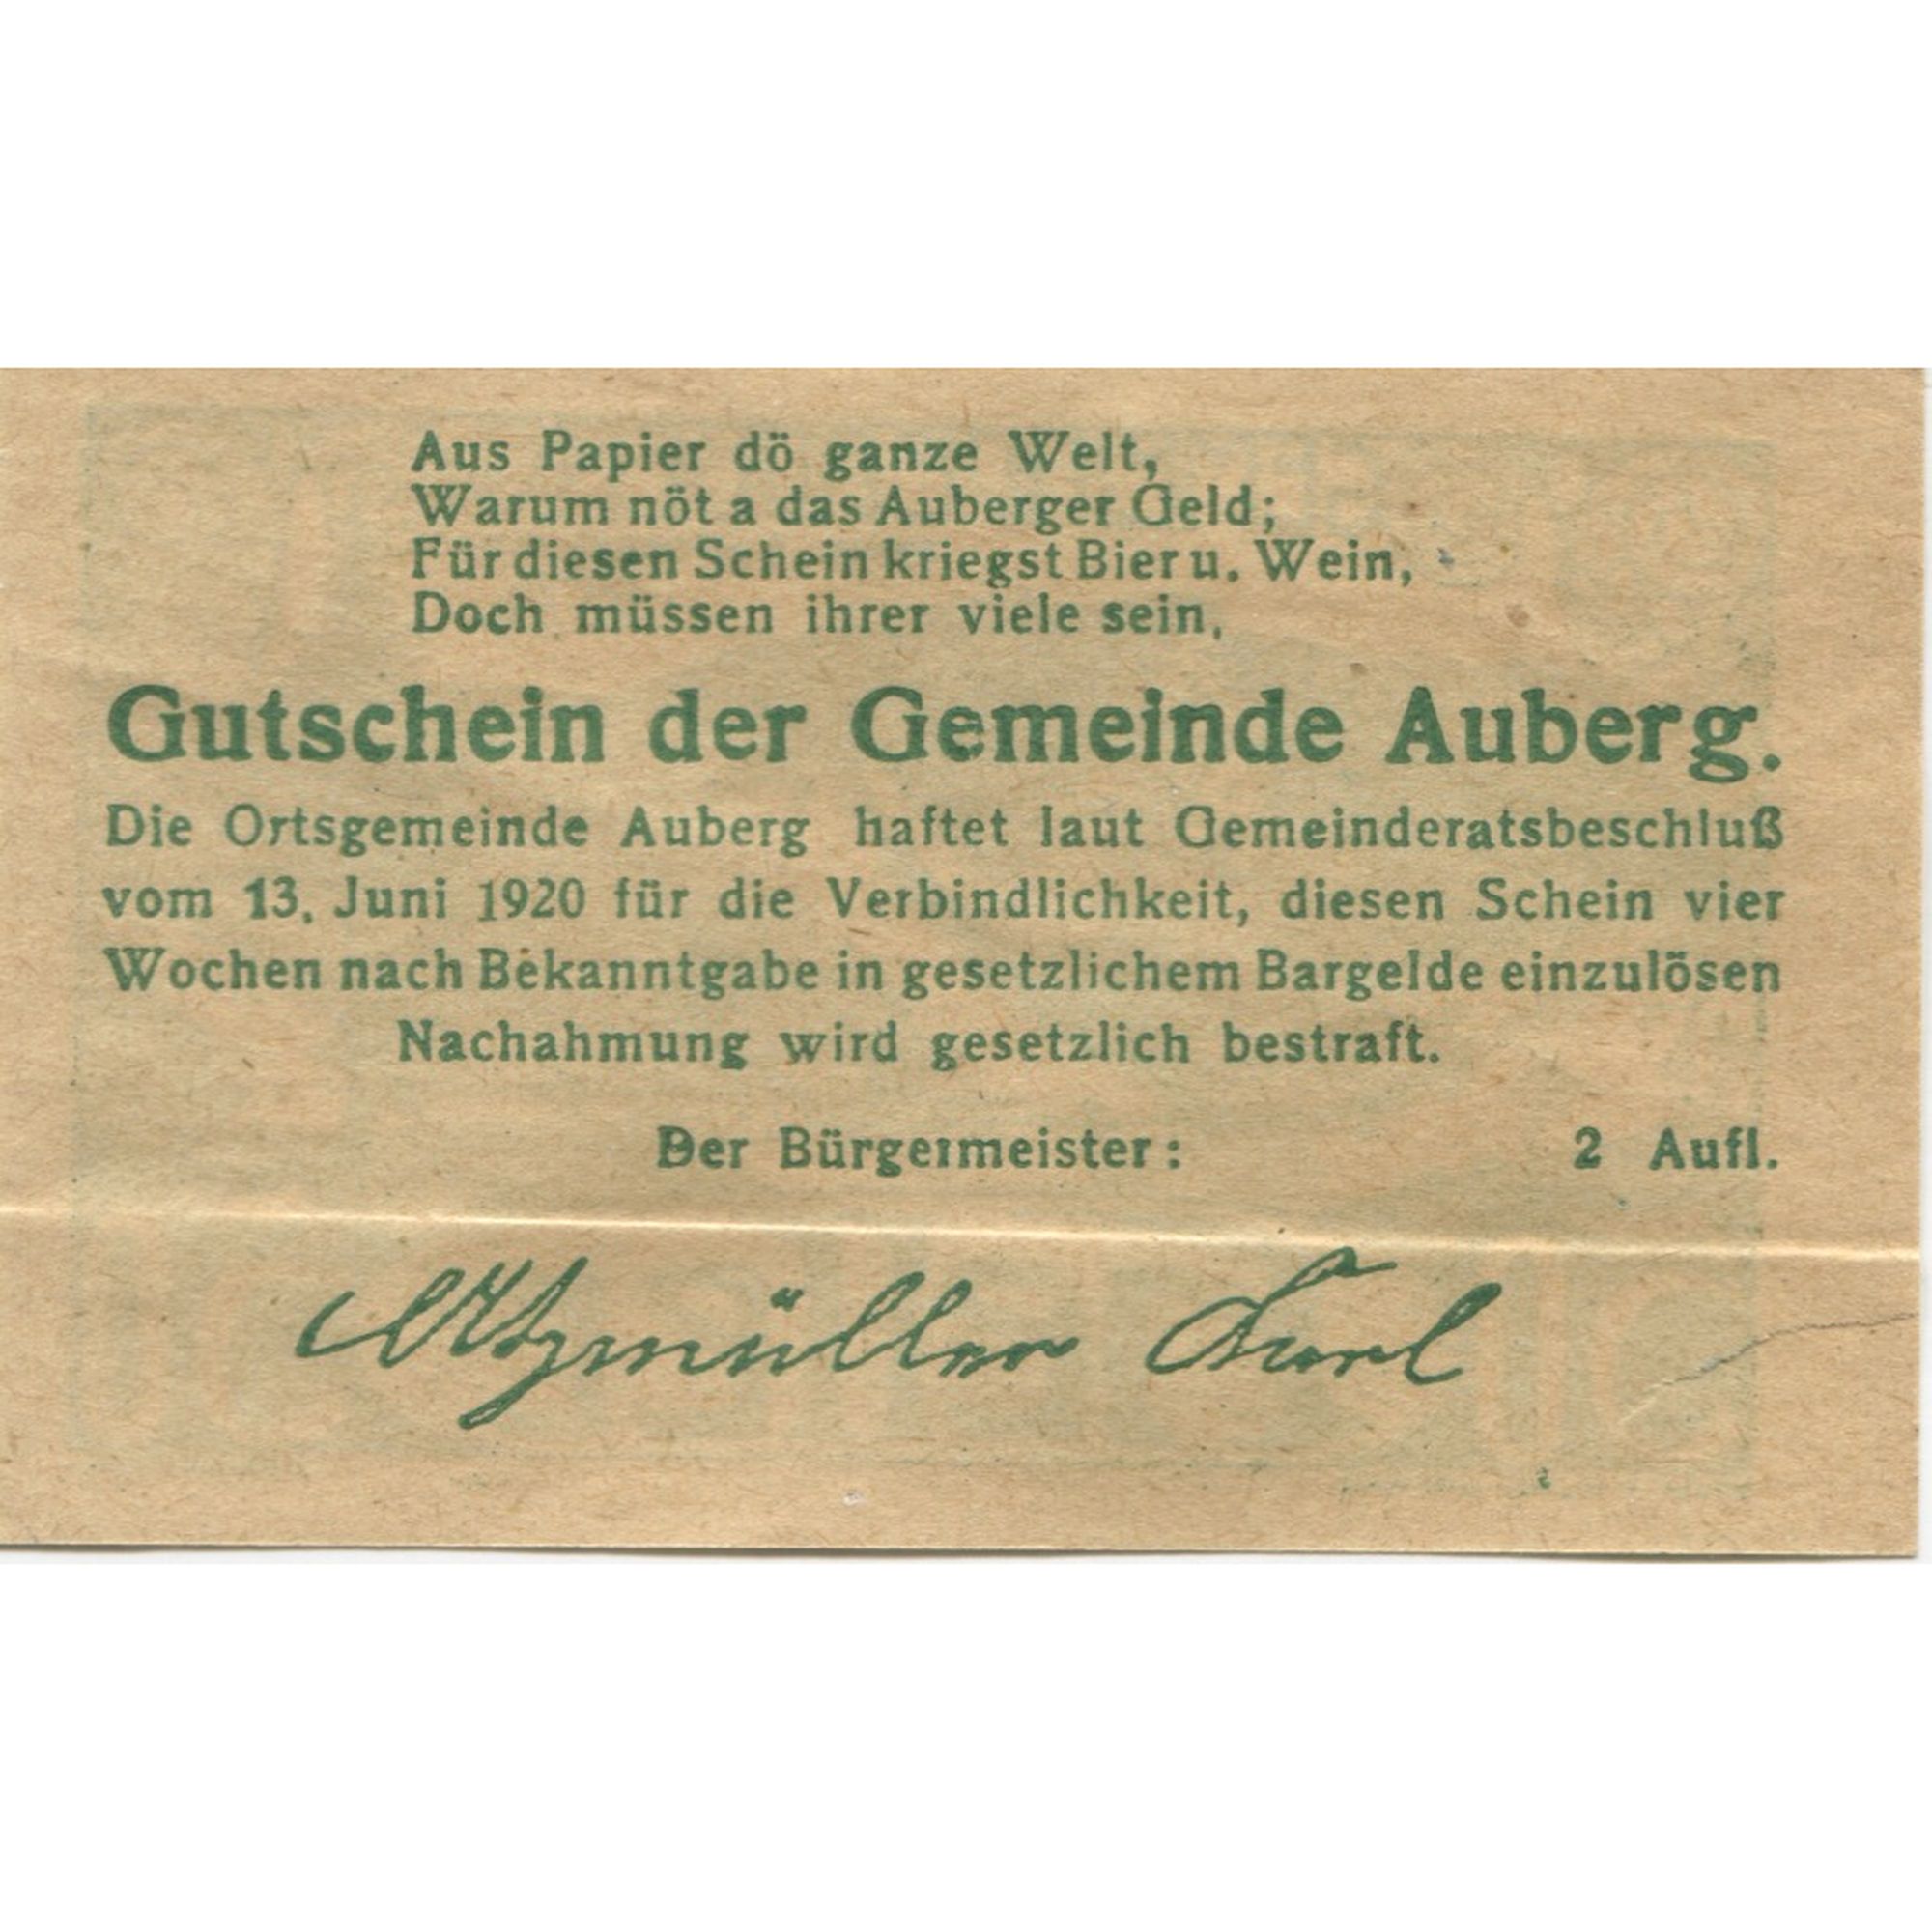 Aus Papier dö ganze Welt,
Warum nöt a das Auberger Geld;
Für diesen Schein kriegst Bier u. Wein,
Doch müssen ihrer viele sein,
Gutschein der Gemeinde Auberg.
Die Ortsgemeinde Auberg haftet laut Gemeinderatsbeschluß
vom 13. Juni 1920 für die Verbindlichkeit, diesen Schein vier
Wochen nach Bekanntgabe in gesetzlichem Bargelde einzulösen
Nachahmung wird gesetzlich bestraft.
Der Bürgermeister: 2 Aufl.
Atzmüller Karl